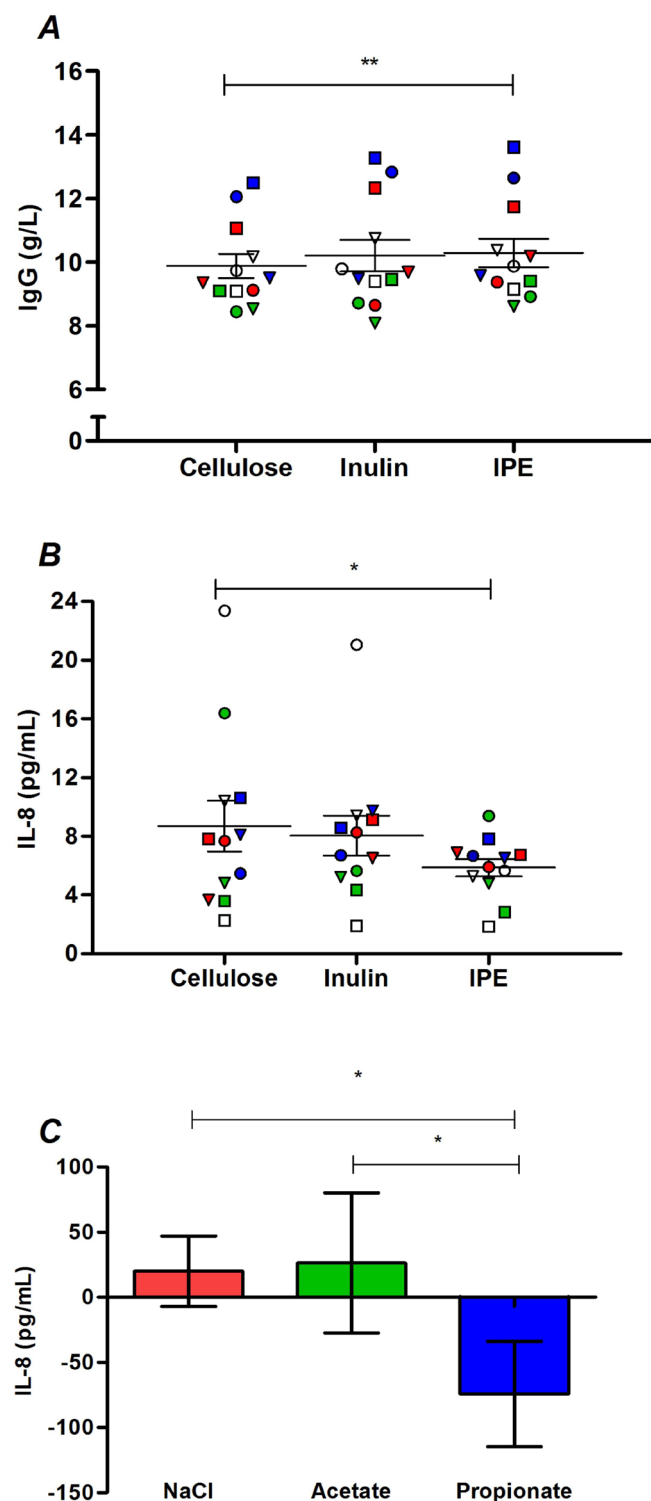 A
**
16
14
12
10
8
6
0
IgG (g/L)
Cellulose Inulin IPE
B
*
24
20
16
12
8
4
0
IL-8 (pg/mL)
Cellulose Inulin IPE
*
C
*
100
50
0
-50
-100
-150
IL-8 (pg/mL)
NaCl Acetate Propionate